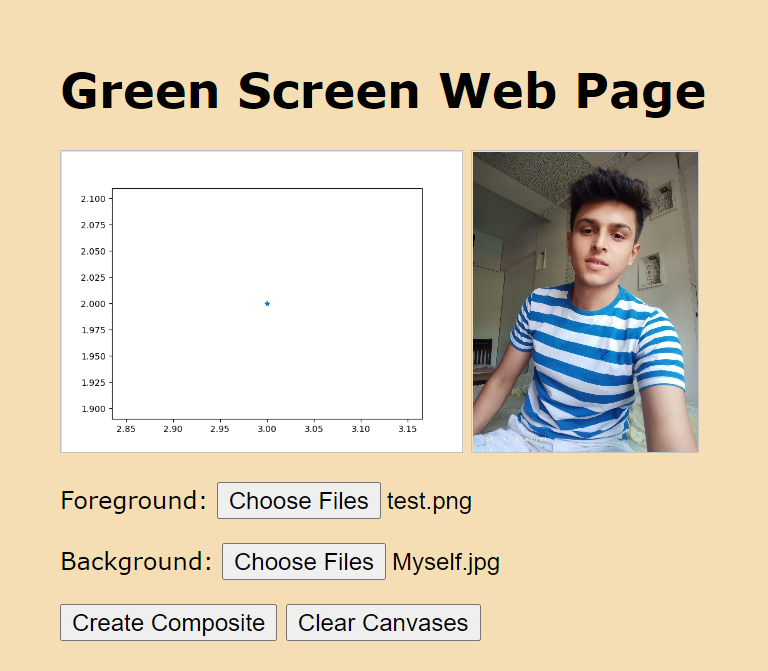 Green Screen Web Page
2.100
2.075
2.050
2.025
2.000
1.975
1.950
1.925
1.900
2.85 2.90 2.95 3.00 3.05 3.10 3.15
Foreground: Choose Files test.png
Background: Choose Files Myself.jpg
Create Composite Clear Canvases